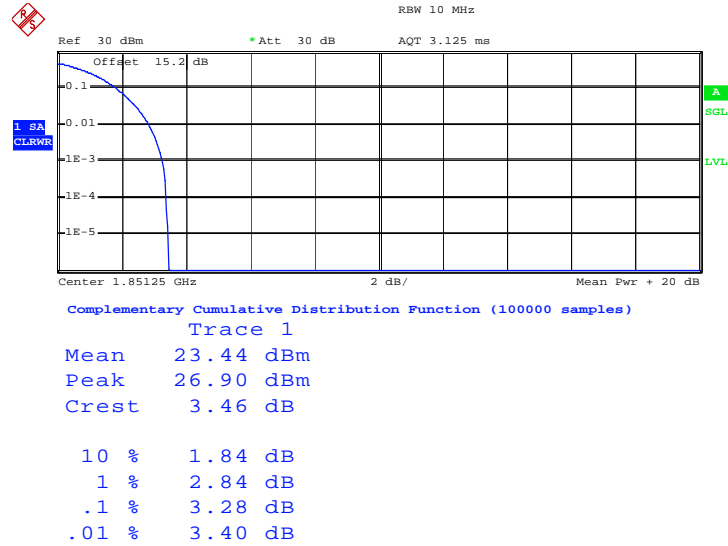 R S
RBW 10 MHz
Ref 30 dBm *Att 30 dB AQT 3.125 ms
Offset 15.2 dB
0.1
A
SGL
1 SA
CLRWR
0.01
1E-3
LVL
1E-4
1E-5
Center 1.85125 GHz 2 dB/ Mean Pwr + 20 dB
Complementary Cumulative Distribution Function (100000 samples)
Trace 1
Mean 23.44 dBm
Peak 26.90 dBm
Crest 3.46 dB
10 % 1.84 dB
1 % 2.84 dB
.1 % 3.28 dB
.01 % 3.40 dB